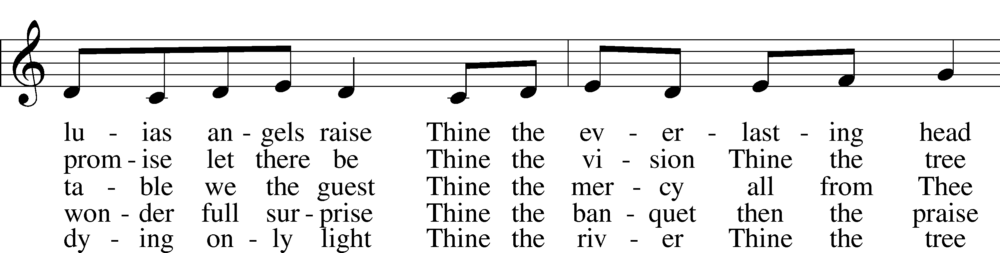 lu - ias an - gels raise Thine the ev - er - last - ing head
prom - ise let there be Thine the vi - sion Thine the tree
ta - ble we the guest Thine the mer - cy all from Thee
won - der full sur - prise Thine the ban - quet then the praise
dy - ing on - ly light Thine the riv - er Thine the tree